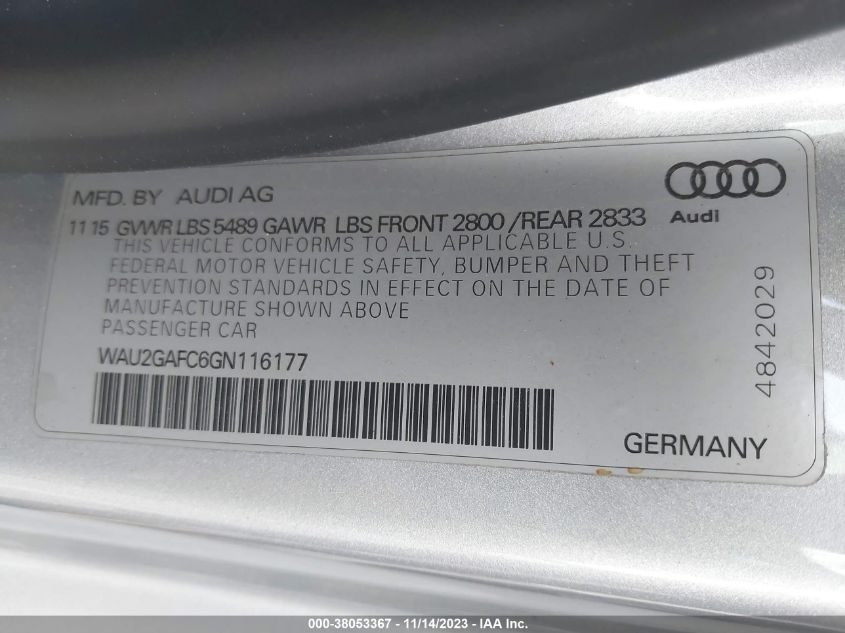 MFD. BY AUDI AG
Audi
11 15 GVWR LBS 5489 GAWR LBS FRONT 2800 /REAR 2833
THIS VEHICLE CONFORMS TO ALL APPLICABLE U.S.
FEDERAL MOTOR VEHICLE SAFETY, BUMPER AND THEFT
PREVENTION STANDARDS IN EFFECT ON THE DATE OF
MANUFACTURE SHOWN ABOVE
PASSENGER CAR
WAU2GAFC6GN116177
4842029
GERMANY
000-38053367 - 11/14/2023 - IAA Inc.